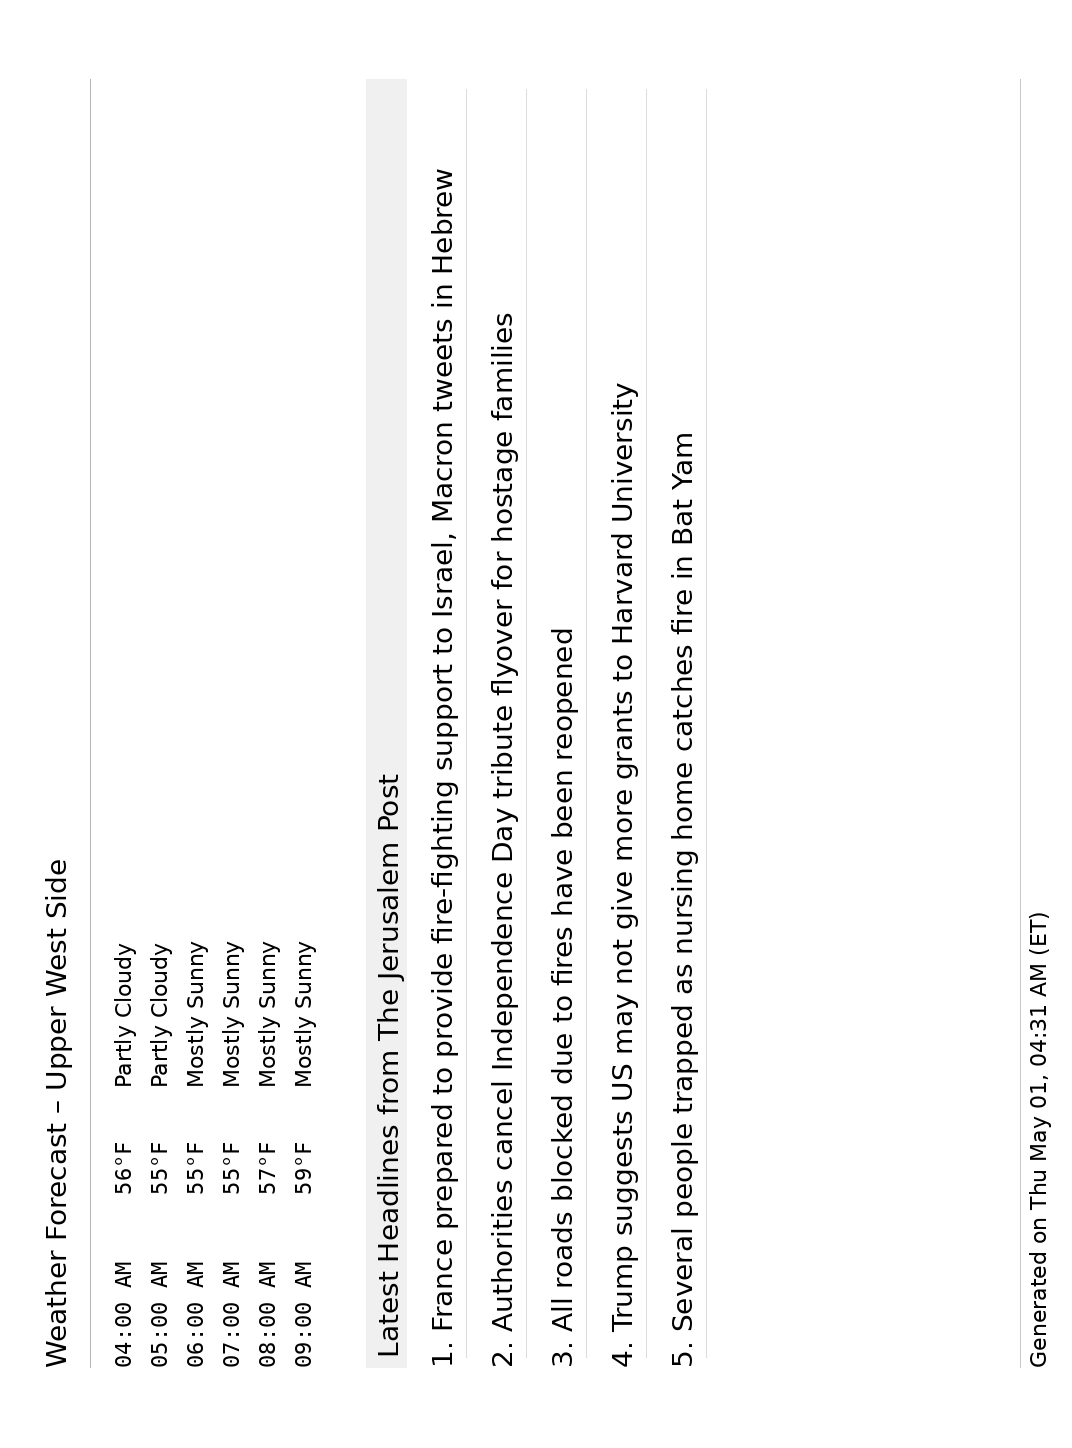 Weather Forecast – Upper West Side
04:00 AM 56°F Partly Cloudy
05:00 AM 55°F Partly Cloudy
06:00 AM 55°F Mostly Sunny
07:00 AM 55°F Mostly Sunny
08:00 AM 57°F Mostly Sunny
09:00 AM 59°F Mostly Sunny
Latest Headlines from The Jerusalem Post
1. France prepared to provide fire-fighting support to Israel, Macron tweets in Hebrew
2. Authorities cancel Independence Day tribute flyover for hostage families
3. All roads blocked due to fires have been reopened
4. Trump suggests US may not give more grants to Harvard University
5. Several people trapped as nursing home catches fire in Bat Yam
Generated on Thu May 01, 04:31 AM (ET)